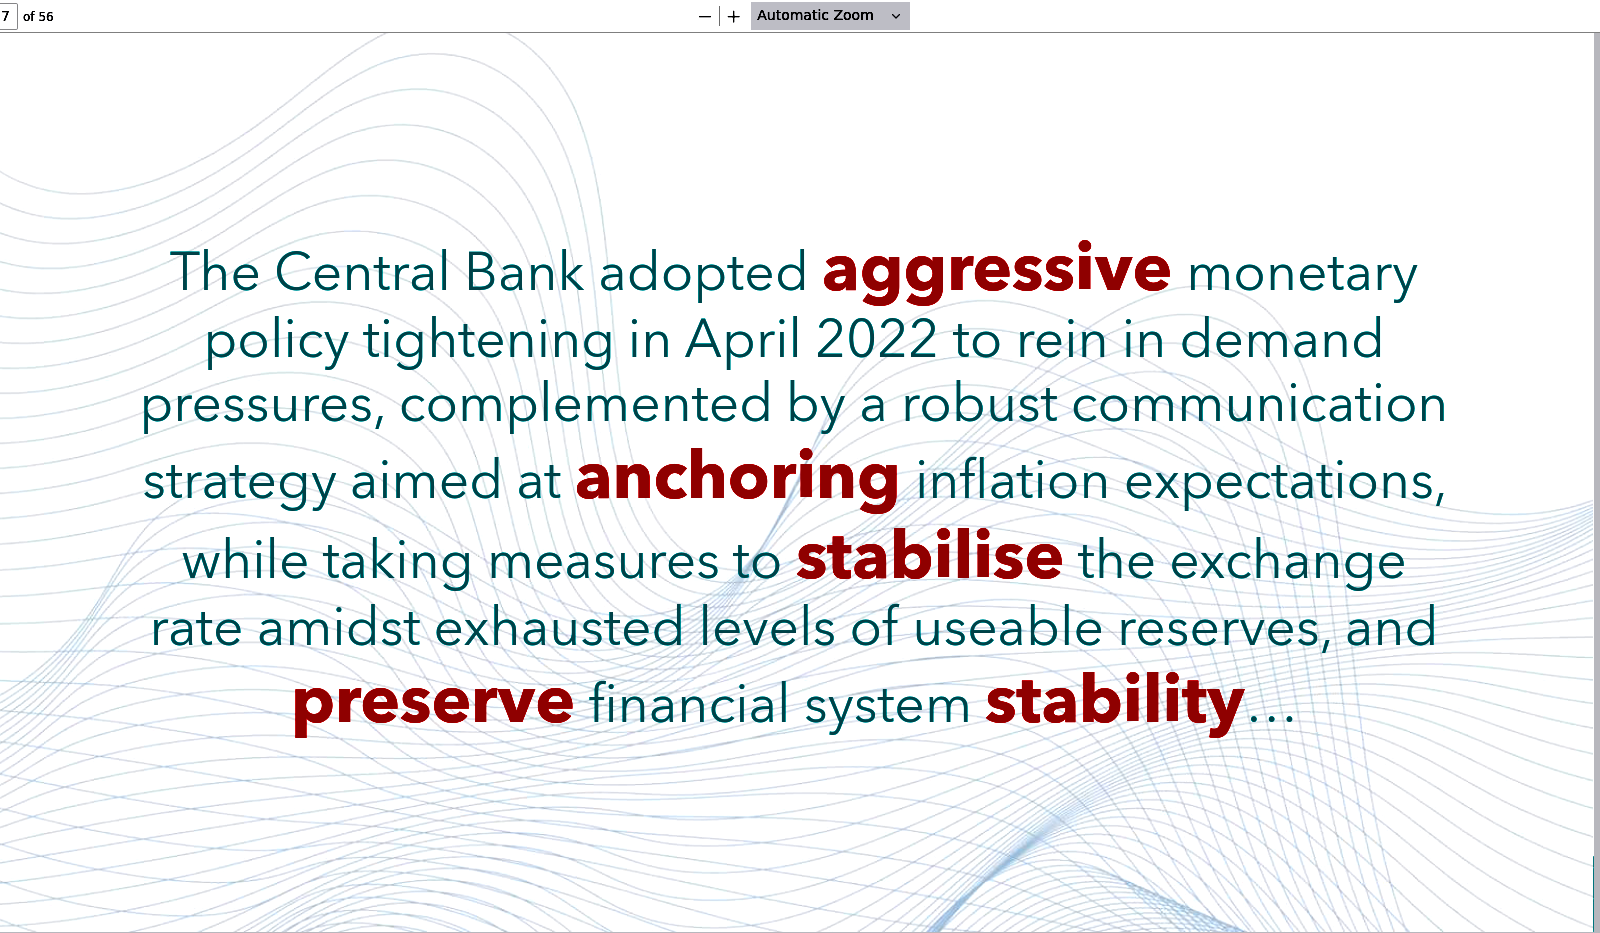 7 of 56 − + Automatic Zoom
The Central Bank adopted aggressive monetary
policy tightening in April 2022 to rein in demand
pressures, complemented by a robust communication
strategy aimed at anchoring inflation expectations,
while taking measures to stabilise the exchange
rate amidst exhausted levels of useable reserves, and
preserve financial system stability…